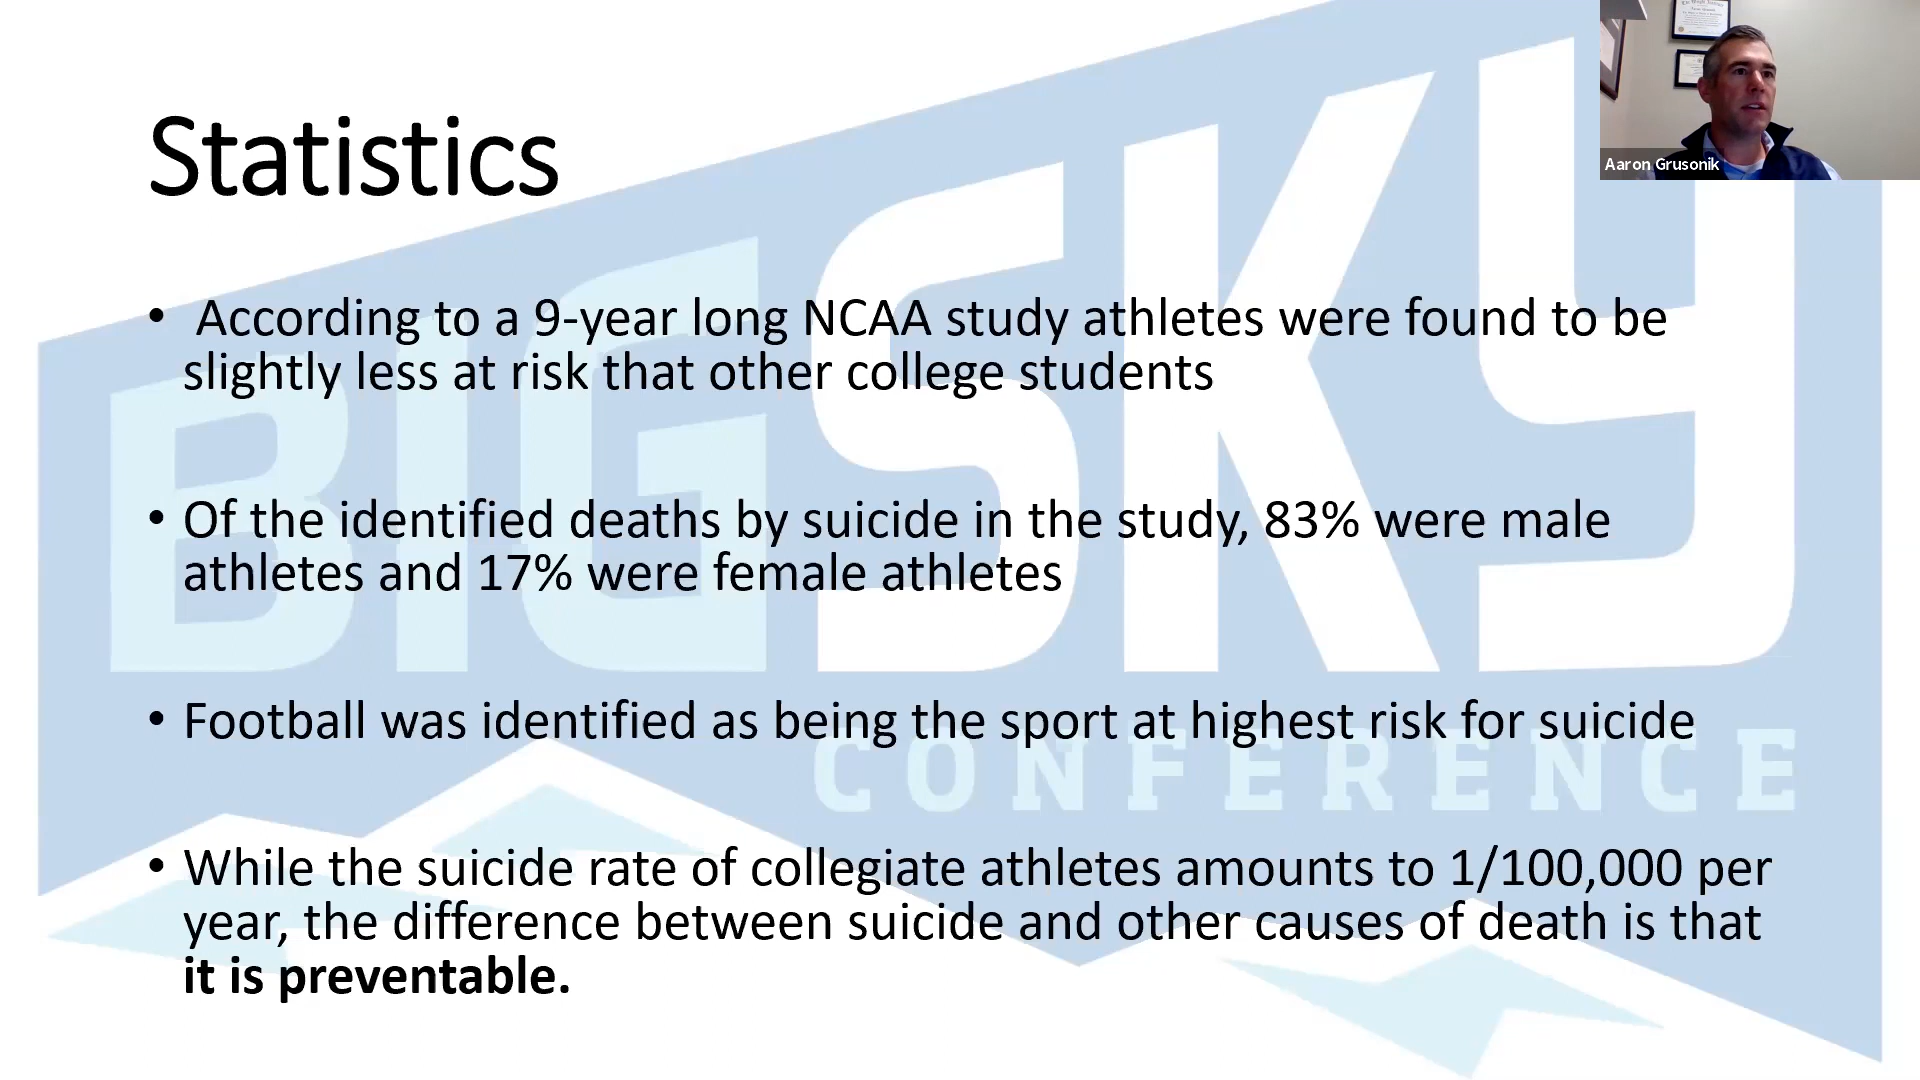 Statistics
Aaron Grusonik
• According to a 9-year long NCAA study athletes were found to be
slightly less at risk that other college students
• Of the identified deaths by suicide in the study, 83% were male
athletes and 17% were female athletes
• Football was identified as being the sport at highest risk for suicide
• While the suicide rate of collegiate athletes amounts to 1/100,000 per
year, the difference between suicide and other causes of death is that
it is preventable.
BIG SKY
CONFERENCE